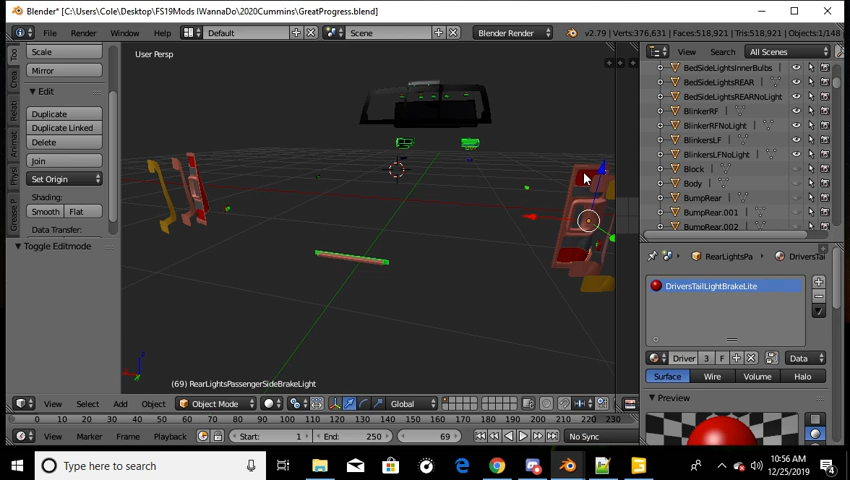 Blender* [C:\Users\Cole\Desktop\FS19Mods IWannaDo\2020Cummins\GreatProgress.blend]
File Render Window Help Default Scene Blender Render v2.79 | Verts:376,631 | Faces:518,921 | Tris:518,921 | Objects:1/148
Scale
Mirror
Edit
Duplicate
Duplicate Linked
Delete
Join
Set Origin
Shading:
Smooth Flat
Data Transfer:
Toggle Editmode
Too
Crea
Relati
Animat
Physi
Grease P
User Persp
(69) RearLightsPassengerSideBrakeLight
View Select Add Object Object Mode Global
View Search All Scenes
BedSideLightsInnerBulbs
BedSideLightsREAR
BedSideLightsREARNoLight
BlinkerRF
BlinkerRFNoLight
BlinkersLF
BlinkersLFNoLight
Block
Body
BumpRear
BumpRear.001
BumpRear.002
RearLightsPa DriversTai
DriversTailLightBrakeLite
Driver 3 F Data
Surface Wire Volume Halo
Preview
0 10 20 30 40 50 60 70 80 90 100 110 120 130 140 150 160 170 180 190 200 210 220 230
View Marker Frame Playback Start: 1 End: 250 69 No Sync
Type here to search
10:56 AM
12/25/2019
4